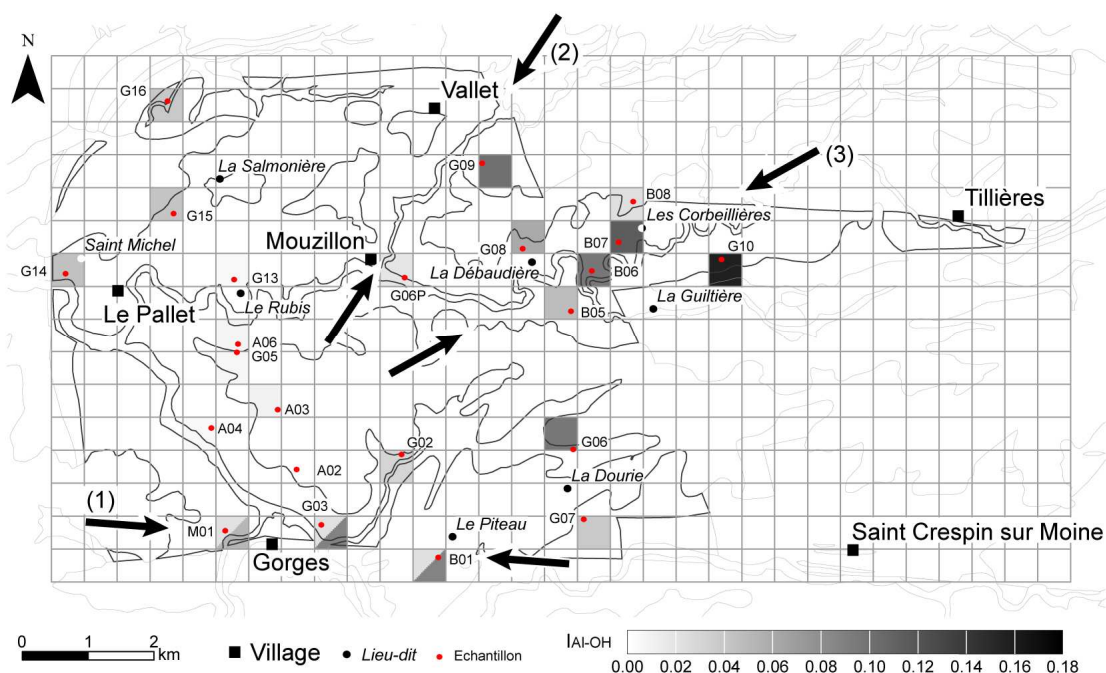 N
(2)
G16
Vallet
La Salmonière
G09
(3)
B08
Tillières
G15
Les Corbeillières
Saint Michel
Mouzillon
G08
B07
G10
G14
G13
La Débaudière
B06
G06P
Le Pallet
Le Rubis
La Guiltière
B05
A06
G05
A03
A04
G02
G06
A02
La Dourie
(1)
G03
G07
M01
Le Piteau
Saint Crespin sur Moine
Gorges
B01
0 1 2
km
Village
Lieu-dit
Echantillon
IAl-OH
0.00 0.02 0.04 0.06 0.08 0.10 0.12 0.14 0.16 0.18